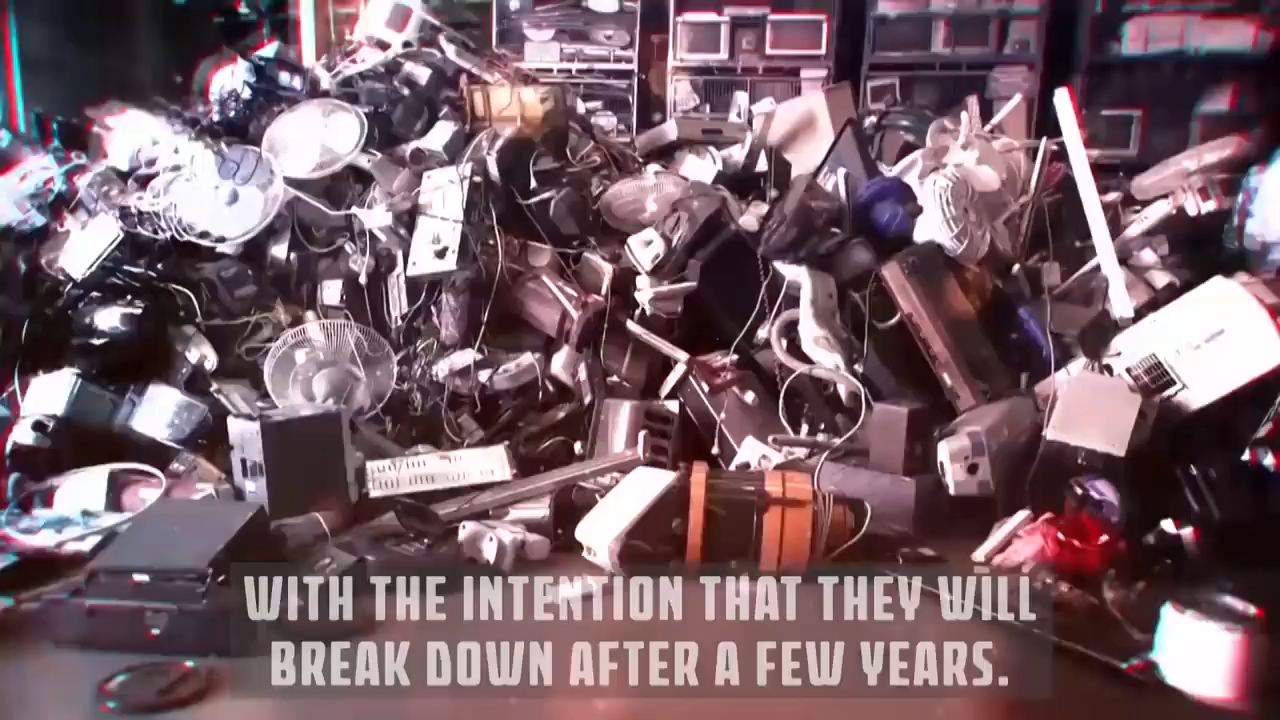 WITH THE INTENTION THAT THEY WILL
BREAK DOWN AFTER A FEW YEARS.